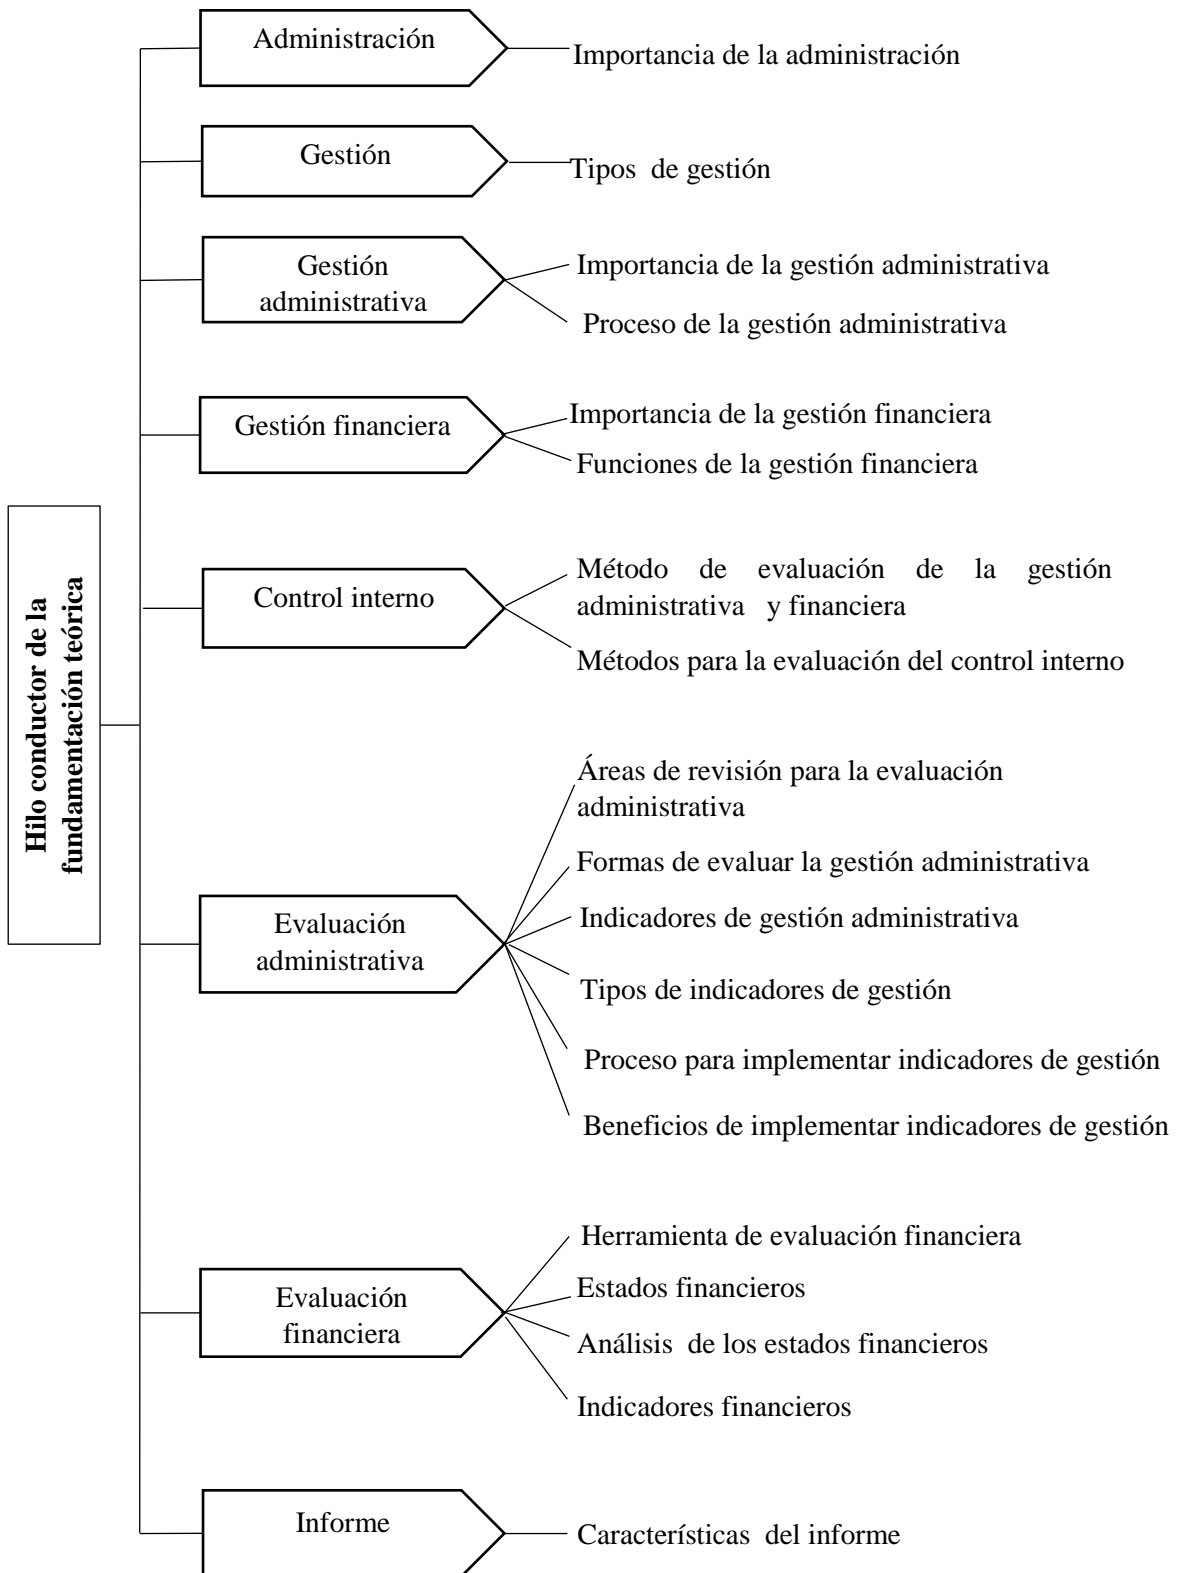 Hilo conductor de la
fundamentación teórica
Administración
Importancia de la administración
Gestión
Tipos de gestión
Gestión
administrativa
Importancia de la gestión administrativa
Proceso de la gestión administrativa
Gestión financiera
Importancia de la gestión financiera
Funciones de la gestión financiera
Control interno
Método de evaluación de la gestión
administrativa y financiera
Métodos para la evaluación del control interno
Evaluación
administrativa
Áreas de revisión para la evaluación
administrativa
Formas de evaluar la gestión administrativa
Indicadores de gestión administrativa
Tipos de indicadores de gestión
Proceso para implementar indicadores de gestión
Beneficios de implementar indicadores de gestión
Evaluación
financiera
Herramienta de evaluación financiera
Estados financieros
Análisis de los estados financieros
Indicadores financieros
Informe
Características del informe